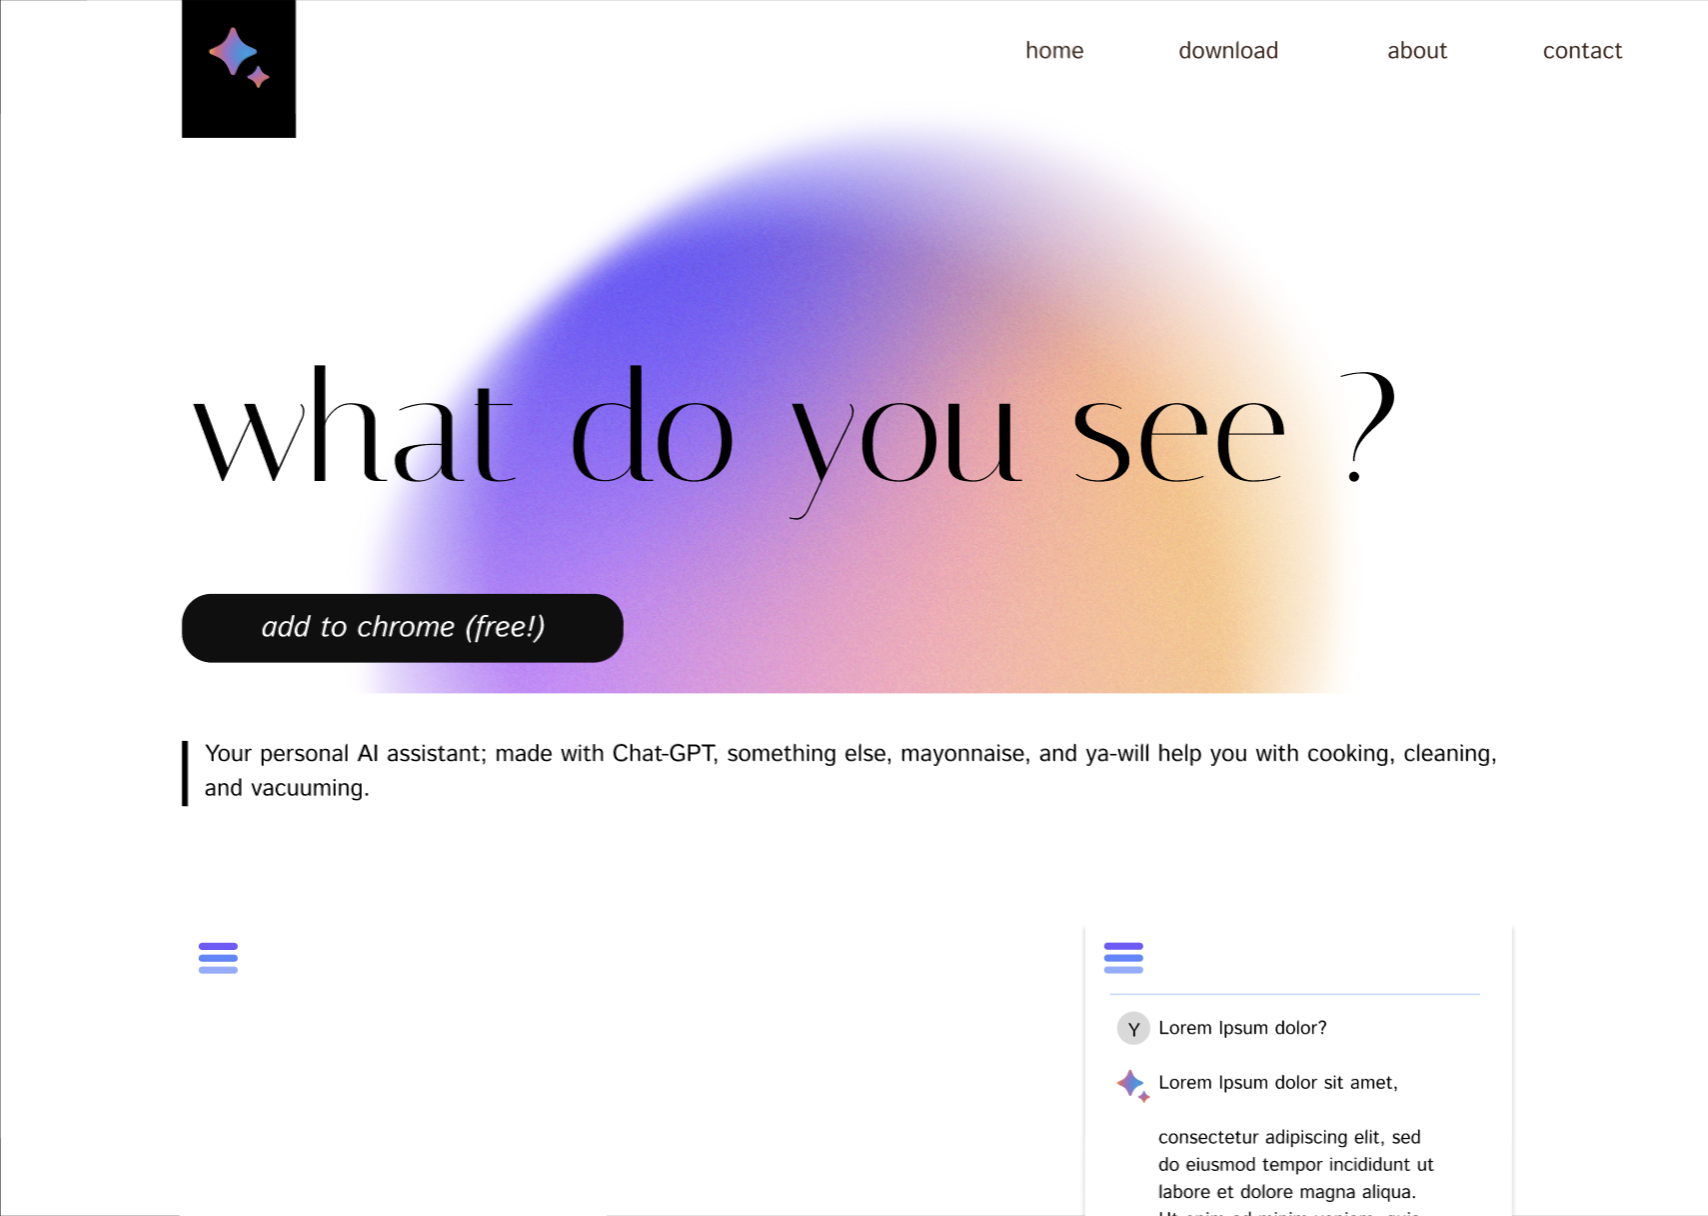 home download about contact
what do you see ?
add to chrome (free!)
Your personal AI assistant; made with Chat-GPT, something else, mayonnaise, and ya-will help you with cooking, cleaning,
and vacuuming.
Y Lorem Ipsum dolor?
Lorem Ipsum dolor sit amet,
consectetur adipiscing elit, sed
do eiusmod tempor incididunt ut
labore et dolore magna aliqua.